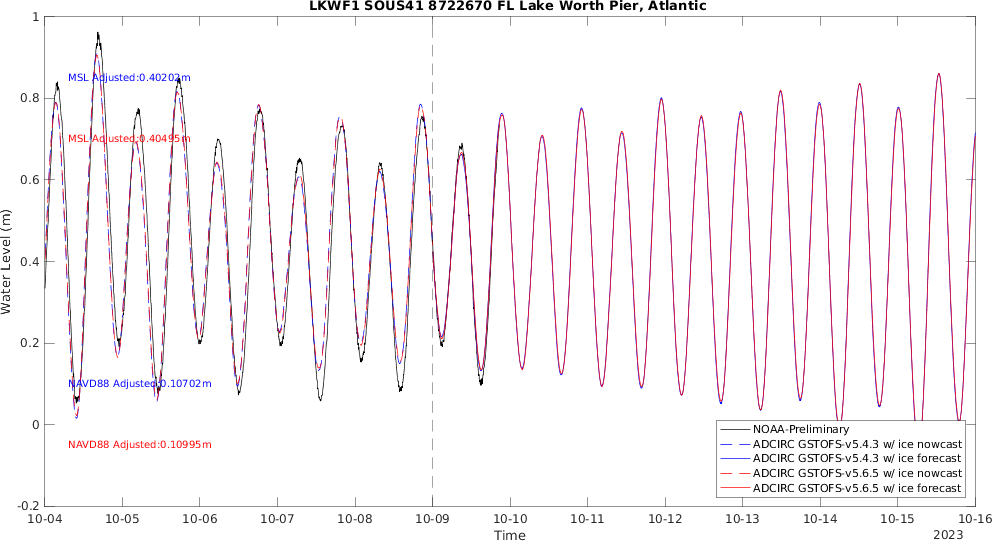 LKWF1 SOUS41 8722670 FL Lake Worth Pier, Atlantic
Water Level (m)
1
0.8
0.6
0.4
0.2
0
-0.2
MSL Adjusted:0.40202m
MSL Adjusted:0.40495m
NAVD88 Adjusted:0.10702m
NAVD88 Adjusted:0.10995m
NOAA-Preliminary
ADCIRC GSTOFS-v5.4.3 w/ ice nowcast
ADCIRC GSTOFS-v5.4.3 w/ ice forecast
ADCIRC GSTOFS-v5.6.5 w/ ice nowcast
ADCIRC GSTOFS-v5.6.5 w/ ice forecast
10-04 10-05 10-06 10-07 10-08 10-09 10-10 10-11 10-12 10-13 10-14 10-15 10-16
Time
2023